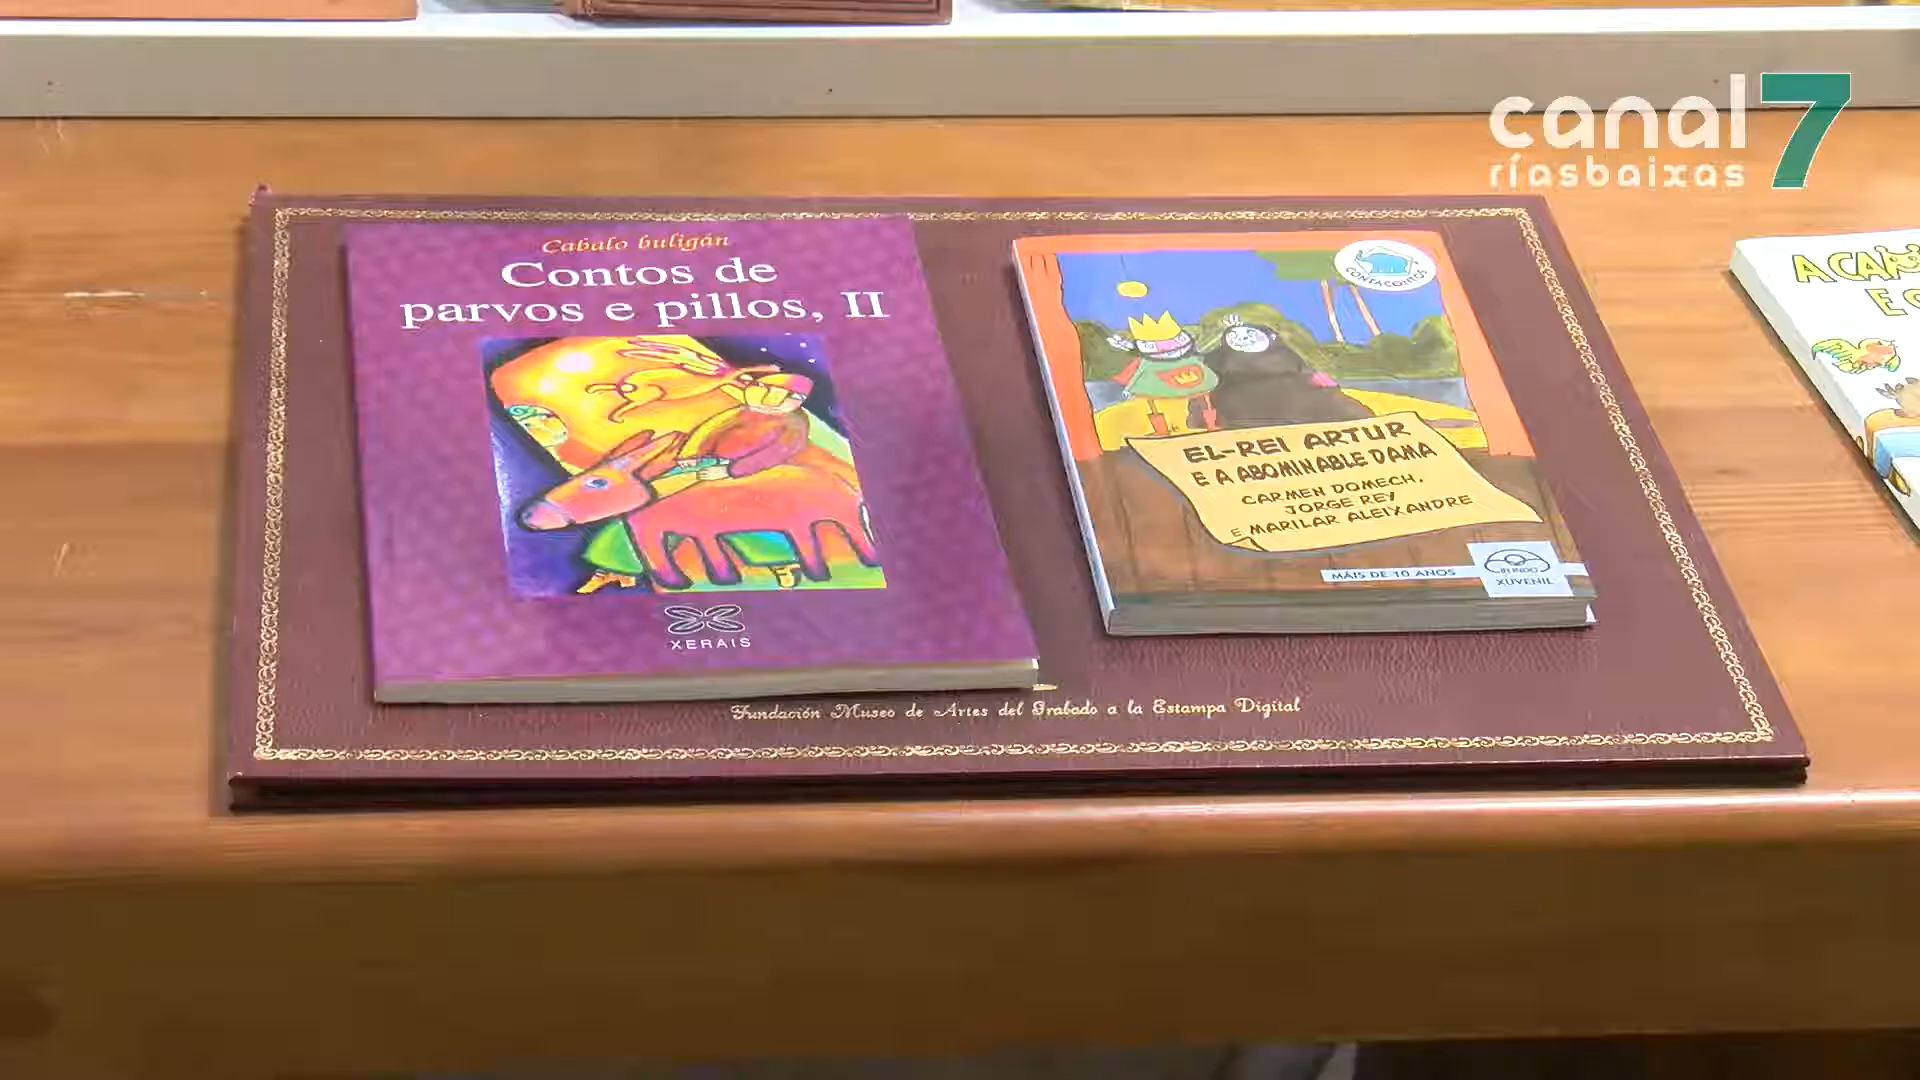 canal 7
ríasbaixas
Cabalo buligán
Contos de
parvos e pillos, II
XERAIS
CONTACONTOS
EL-REI ARTUR
E A ABOMINABLE DAMA
CARMEN DOMECH,
JORGE REY
E MARILAR ALEIXANDRE
MÁIS DE 10 ANOS
XUVENIL
Fundación Museo de Artes del Grabado a la Estampa Digital